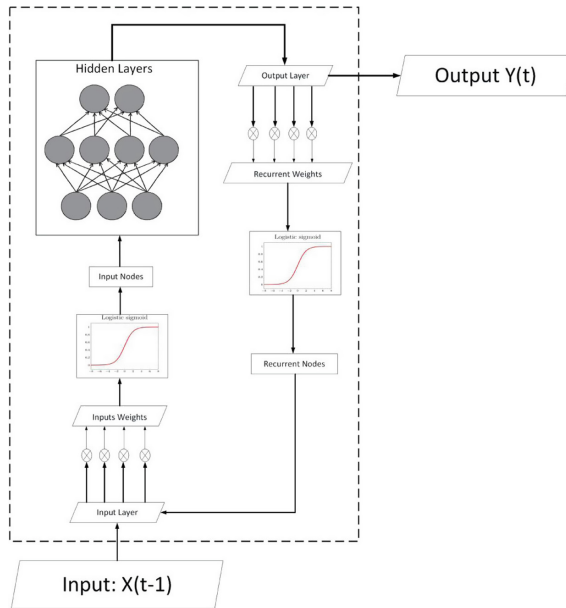 Hidden Layers
Output Layer
Output Y(t)
Recurrent Weights
Logistic sigmoid
Input Nodes
Logistic sigmoid
Recurrent Nodes
Inputs Weights
Input Layer
Input: X(t-1)